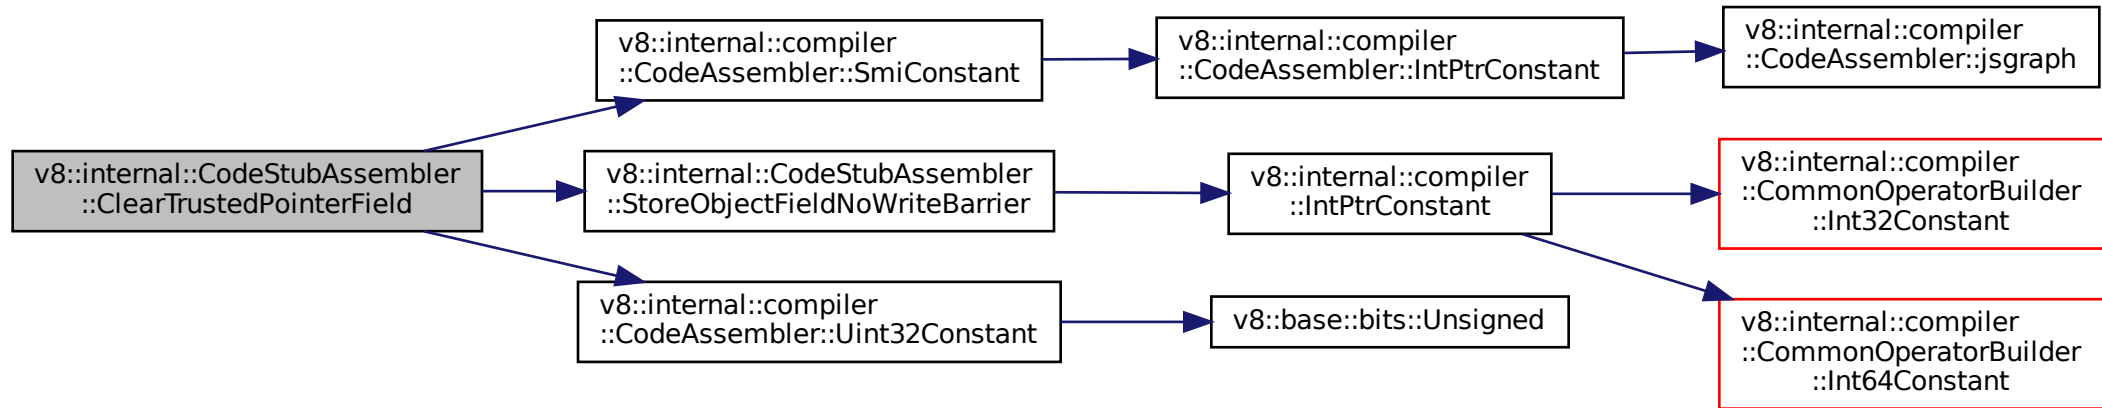 v8::internal::CodeStubAssembler
::ClearTrustedPointerField
v8::internal::compiler
::CodeAssembler::SmiConstant
v8::internal::compiler
::CodeAssembler::IntPtrConstant
v8::internal::compiler
::CodeAssembler::jsgraph
v8::internal::CodeStubAssembler
::StoreObjectFieldNoWriteBarrier
v8::internal::compiler
::IntPtrConstant
v8::internal::compiler
::CommonOperatorBuilder
::Int32Constant
v8::internal::compiler
::CommonOperatorBuilder
::Int64Constant
v8::internal::compiler
::CodeAssembler::Uint32Constant
v8::base::bits::Unsigned